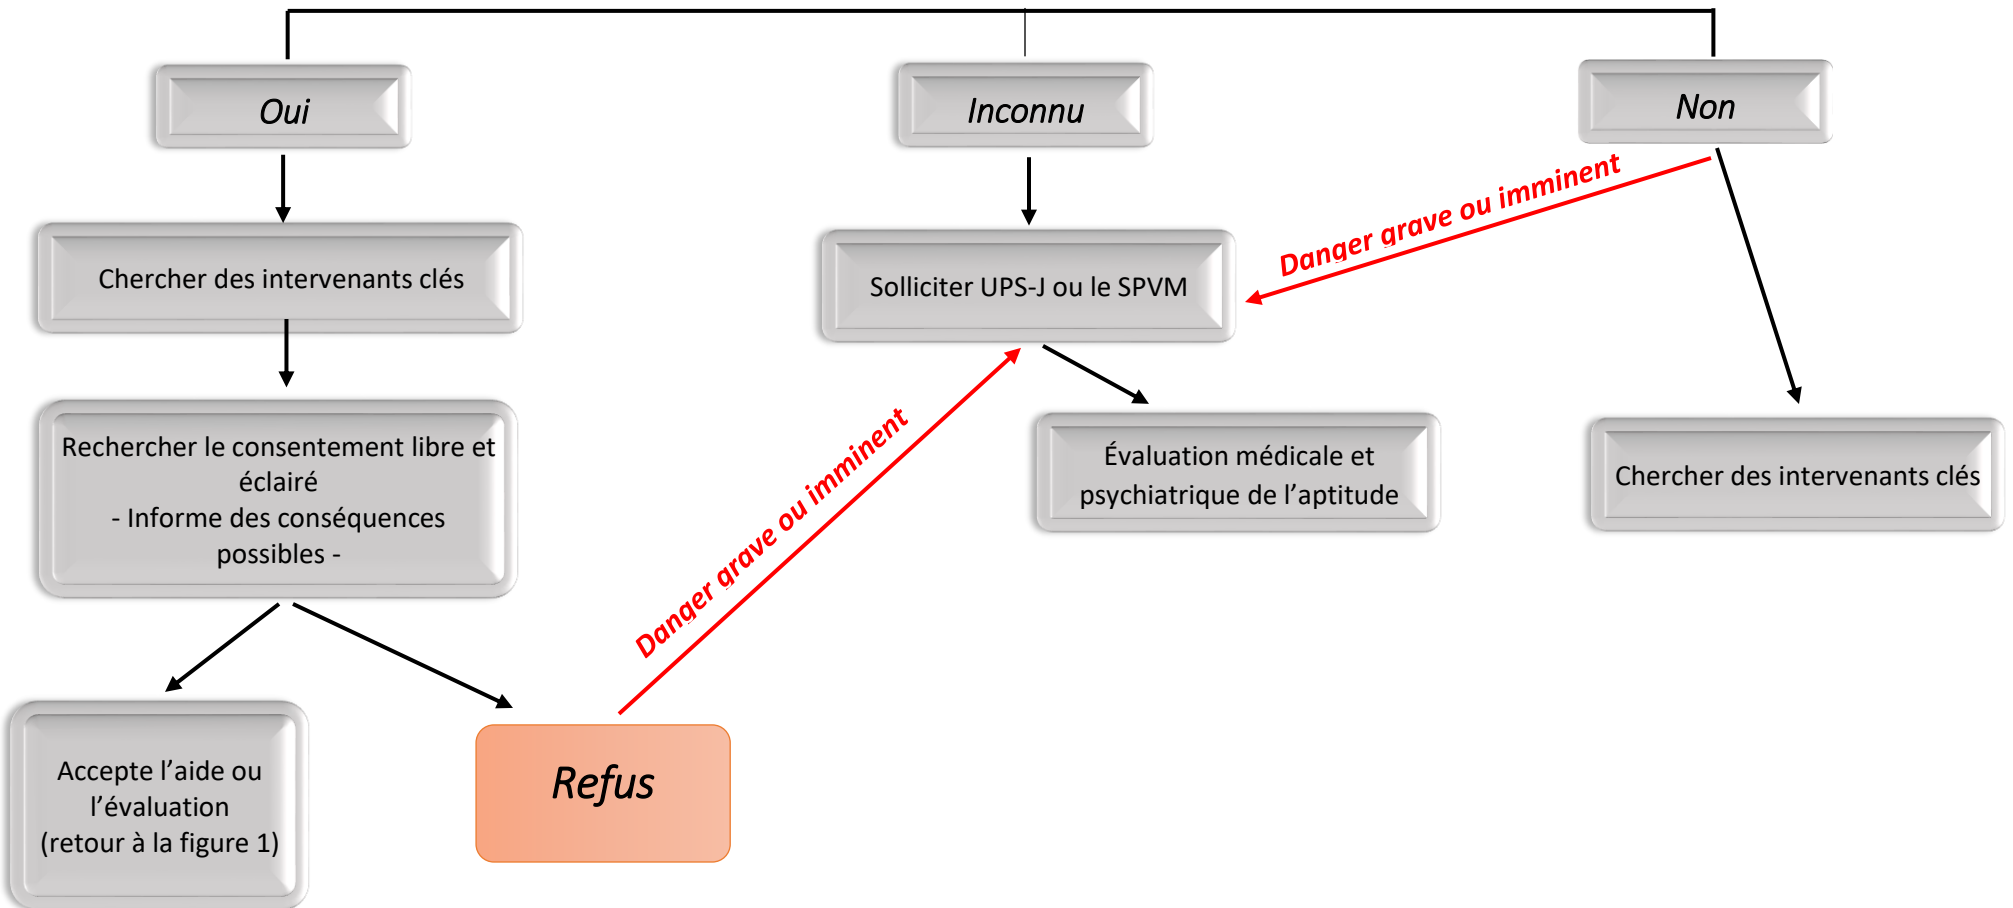 Oui
Inconnu
Non
Danger grave ou imminent
Chercher des intervenants clés
Solliciter UPS-J ou le SPVM
Rechercher le consentement libre et
éclairé
- Informe des conséquences
possibles -
Danger grave ou imminent
Évaluation médicale et
psychiatrique de l’aptitude
Chercher des intervenants clés
Accepte l’aide ou
l’évaluation
(retour à la figure 1)
Refus